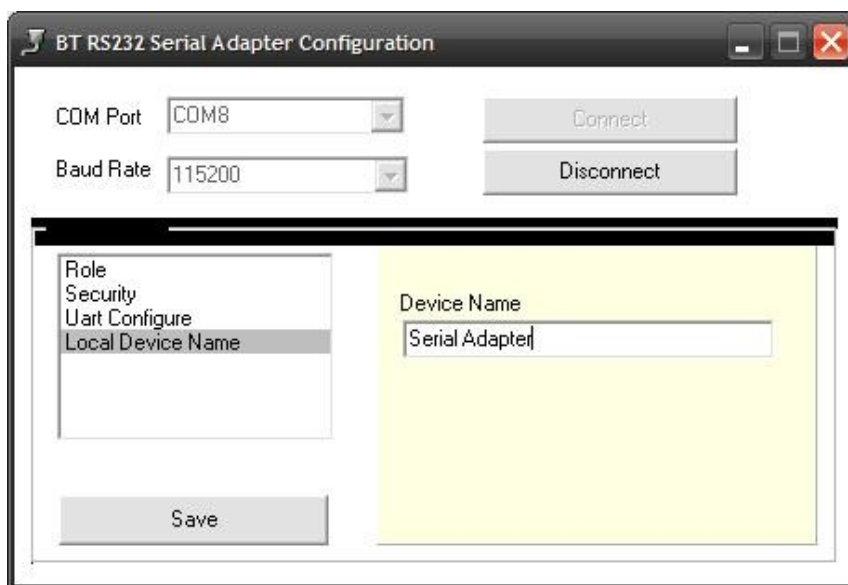 BT RS232 Serial Adapter Configuration
COM Port COM8 Connect
Baud Rate 115200 Disconnect
Role
Security
Uart Configure
Local Device Name
Device Name
Serial Adapter
Save